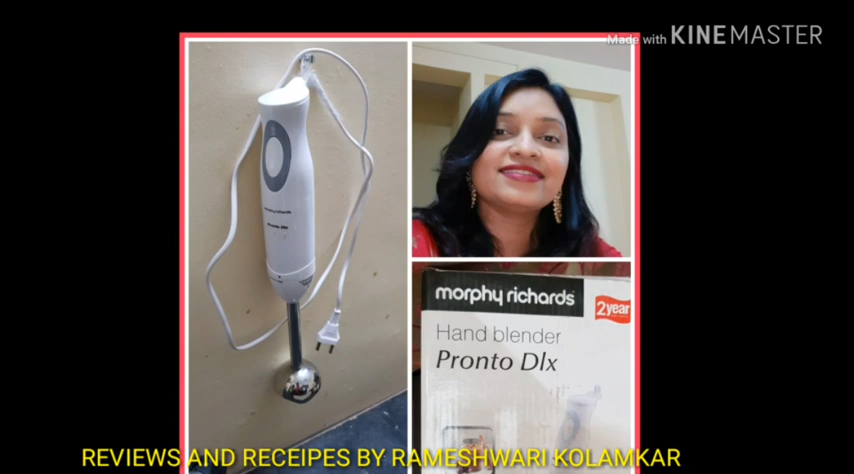 Made with KINEMASTER
morphy richards
Pronto Dlx
morphy richards
2year
Hand blender
Pronto Dlx
REVIEWS AND RECEIPES BY RAMESHWARI KOLAMKAR